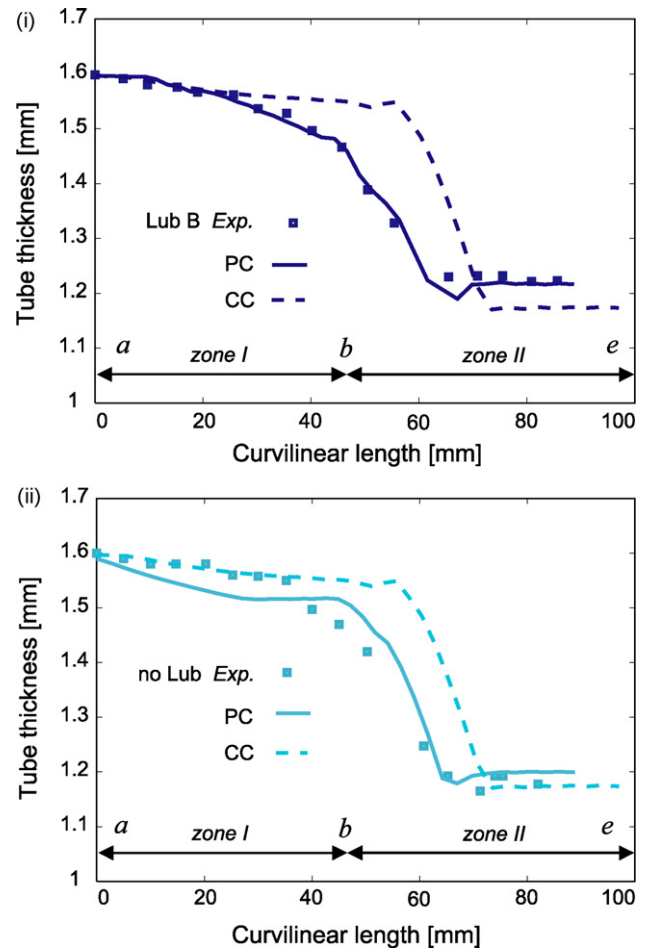 (i)
1.7
1.6
1.5
1.4
1.3
1.2
1.1
1
Tube thickness [mm]
Lub B Exp.
PC
CC
a
zone I
b
zone II
e
0
20
40
60
80
100
Curvilinear length [mm]
(ii)
1.7
1.6
1.5
1.4
1.3
1.2
1.1
1
Tube thickness [mm]
no Lub Exp.
PC
CC
a
zone I
b
zone II
e
0
20
40
60
80
100
Curvilinear length [mm]